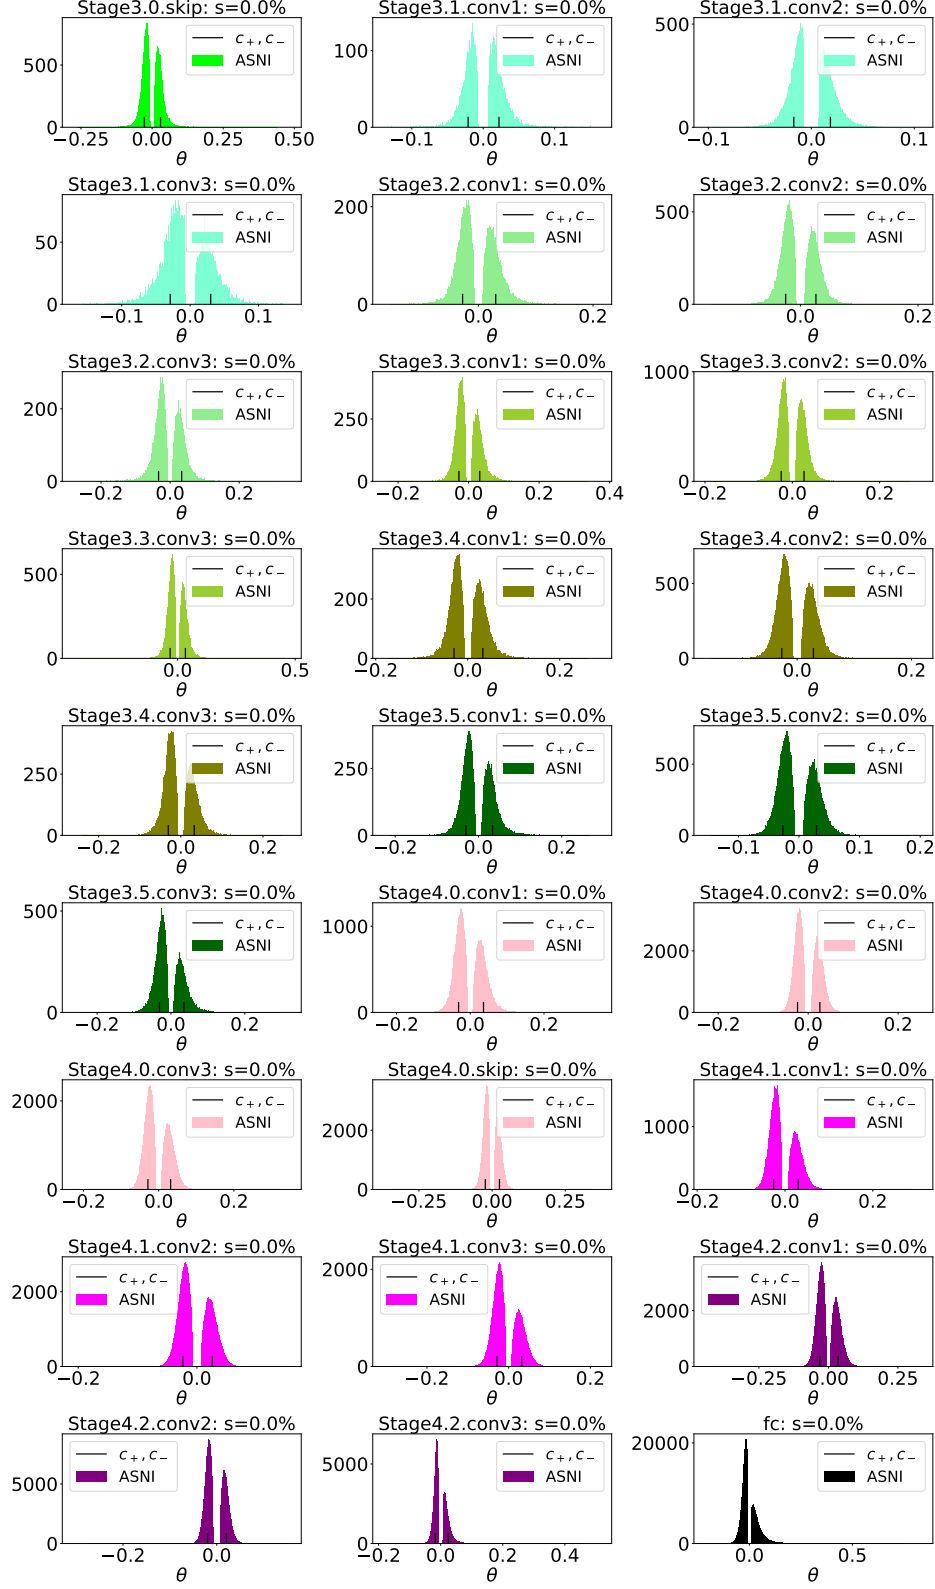 Stage3.0.skip: s=0.0%
500
0
c₊, c₋
ASNI
−0.25 0.00 0.25 0.50
θ
Stage3.1.conv1: s=0.0%
100
0
c₊, c₋
ASNI
−0.1 0.0 0.1
θ
Stage3.1.conv2: s=0.0%
500
0
c₊, c₋
ASNI
−0.1 0.0 0.1
θ
Stage3.1.conv3: s=0.0%
50
0
c₊, c₋
ASNI
−0.1 0.0 0.1
θ
Stage3.2.conv1: s=0.0%
200
0
c₊, c₋
ASNI
0.0 0.2
θ
Stage3.2.conv2: s=0.0%
500
0
c₊, c₋
ASNI
0.0 0.2
θ
Stage3.2.conv3: s=0.0%
200
0
c₊, c₋
ASNI
−0.2 0.0 0.2
θ
Stage3.3.conv1: s=0.0%
250
0
c₊, c₋
ASNI
−0.2 0.0 0.2 0.4
θ
Stage3.3.conv2: s=0.0%
1000
500
0
c₊, c₋
ASNI
−0.2 0.0 0.2
θ
Stage3.3.conv3: s=0.0%
500
0
c₊, c₋
ASNI
0.0 0.5
θ
Stage3.4.conv1: s=0.0%
200
0
c₊, c₋
ASNI
−0.2 0.0 0.2
θ
Stage3.4.conv2: s=0.0%
500
0
c₊, c₋
ASNI
0.0 0.2
θ
Stage3.4.conv3: s=0.0%
250
0
c₊, c₋
ASNI
−0.2 0.0 0.2
θ
Stage3.5.conv1: s=0.0%
250
0
c₊, c₋
ASNI
−0.2 0.0 0.2
θ
Stage3.5.conv2: s=0.0%
500
0
c₊, c₋
ASNI
−0.1 0.0 0.1 0.2
θ
Stage3.5.conv3: s=0.0%
500
0
c₊, c₋
ASNI
−0.2 0.0 0.2
θ
Stage4.0.conv1: s=0.0%
1000
0
c₊, c₋
ASNI
−0.2 0.0 0.2
θ
Stage4.0.conv2: s=0.0%
2000
0
c₊, c₋
ASNI
−0.2 0.0 0.2
θ
Stage4.0.conv3: s=0.0%
2000
0
c₊, c₋
ASNI
−0.2 0.0 0.2
θ
Stage4.0.skip: s=0.0%
2000
0
c₊, c₋
ASNI
−0.25 0.00 0.25
θ
Stage4.1.conv1: s=0.0%
1000
0
c₊, c₋
ASNI
−0.2 0.0 0.2
θ
Stage4.1.conv2: s=0.0%
2000
0
c₊, c₋
ASNI
−0.2 0.0
θ
Stage4.1.conv3: s=0.0%
2000
0
c₊, c₋
ASNI
−0.2 0.0 0.2
θ
Stage4.2.conv1: s=0.0%
2000
0
c₊, c₋
ASNI
−0.25 0.00 0.25
θ
Stage4.2.conv2: s=0.0%
5000
0
c₊, c₋
ASNI
−0.2 0.0
θ
Stage4.2.conv3: s=0.0%
5000
0
c₊, c₋
ASNI
−0.2 0.0 0.2 0.4
θ
fc: s=0.0%
20000
0
c₊, c₋
ASNI
0.0 0.5
θ